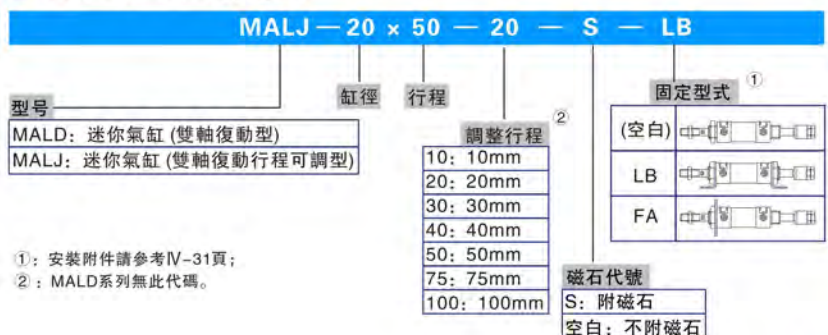 MALJ — 20 × 50 — 20 — S — LB
型号
缸徑
行程
調整行程 ②
固定型式 ①
MALD：迷你氣缸 (雙軸復動型)
MALJ：迷你氣缸 (雙軸復動行程可調型)
10：10mm
20：20mm
30：30mm
40：40mm
50：50mm
75：75mm
100：100mm
(空白)
LB
FA
磁石代號
S：附磁石
空白：不附磁石
①：安裝附件請參考Ⅳ-31頁；
②：MALD系列無此代碼。